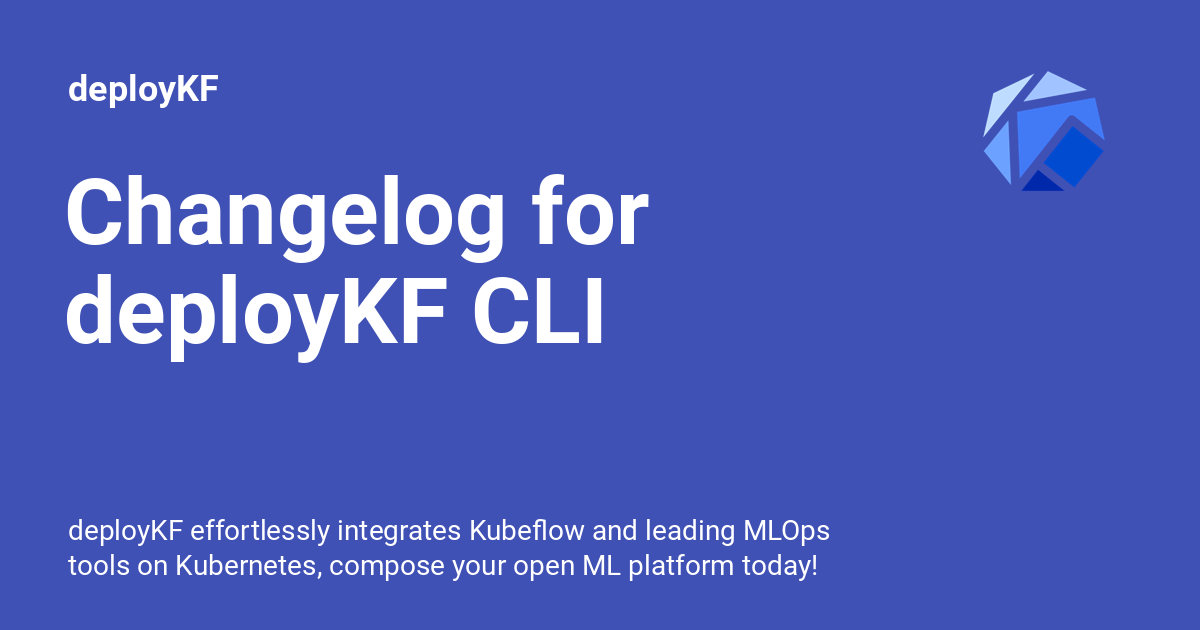 deployKF
Changelog for
deployKF CLI
deployKF effortlessly integrates Kubeflow and leading MLOps
tools on Kubernetes, compose your open ML platform today!